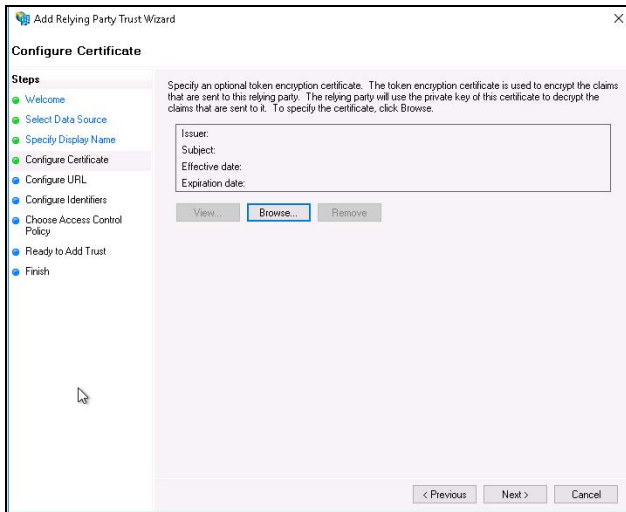 Add Relying Party Trust Wizard
Configure Certificate
Steps
Welcome
Select Data Source
Specify Display Name
Configure Certificate
Configure URL
Configure Identifiers
Choose Access Control
Policy
Ready to Add Trust
Finish
Specify an optional token encryption certificate. The token encryption certificate is used to encrypt the claims
that are sent to this relying party. The relying party will use the private key of this certificate to decrypt the
claims that are sent to it. To specify the certificate, click Browse.
Issuer:
Subject:
Effective date:
Expiration date:
View... Browse... Remove
< Previous Next > Cancel